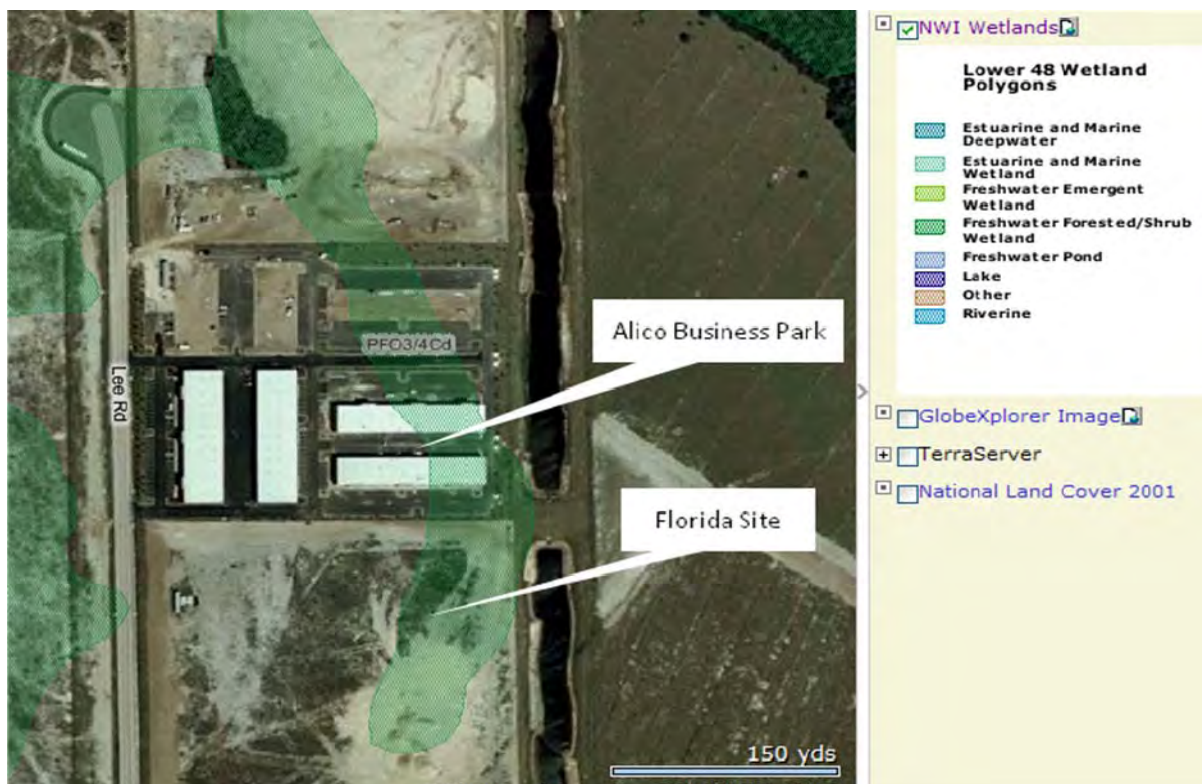 Lee Rd
PFO3/4Cd
Alico Business Park
Florida Site
150 yds
NWI Wetlands
Lower 48 Wetland
Polygons
Estuarine and Marine
Deepwater
Estuarine and Marine
Wetland
Freshwater Emergent
Wetland
Freshwater Forested/Shrub
Wetland
Freshwater Pond
Lake
Other
Riverine
GlobeXplorer Image
TerraServer
National Land Cover 2001